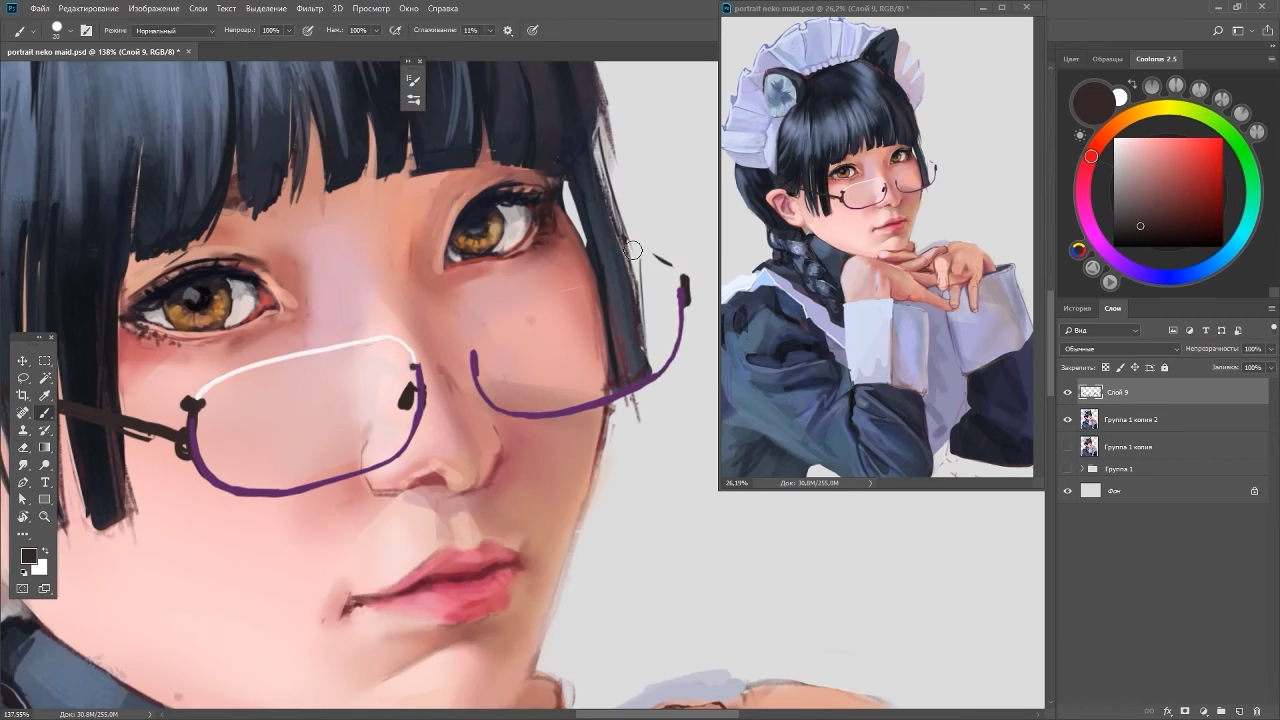 Ps Файл Редактирование Изображение Слои Текст Выделение Фильтр 3D Просмотр Окно Справка
20 Режим: Нормальный Непрозр.: 100% Наж.: 100% Сглаживание: 11%
portrait neko maid.psd @ 138% (Слой 9, RGB/8) * ×
portrait neko maid.psd @ 26,2% (Слой 9, RGB/8) *
26,19% Док: 30,8M/255,0M
Цвет Образцы Coolorus 2.5
История Слои
Вид
Обычные Непрозрачность: 100%
Закрепить: Заливка: 100%
Слой 9
Группа 1 копия 2
Группа 1 копия
Группа 1
Фон
137,55% Док: 30,8M/255,0M